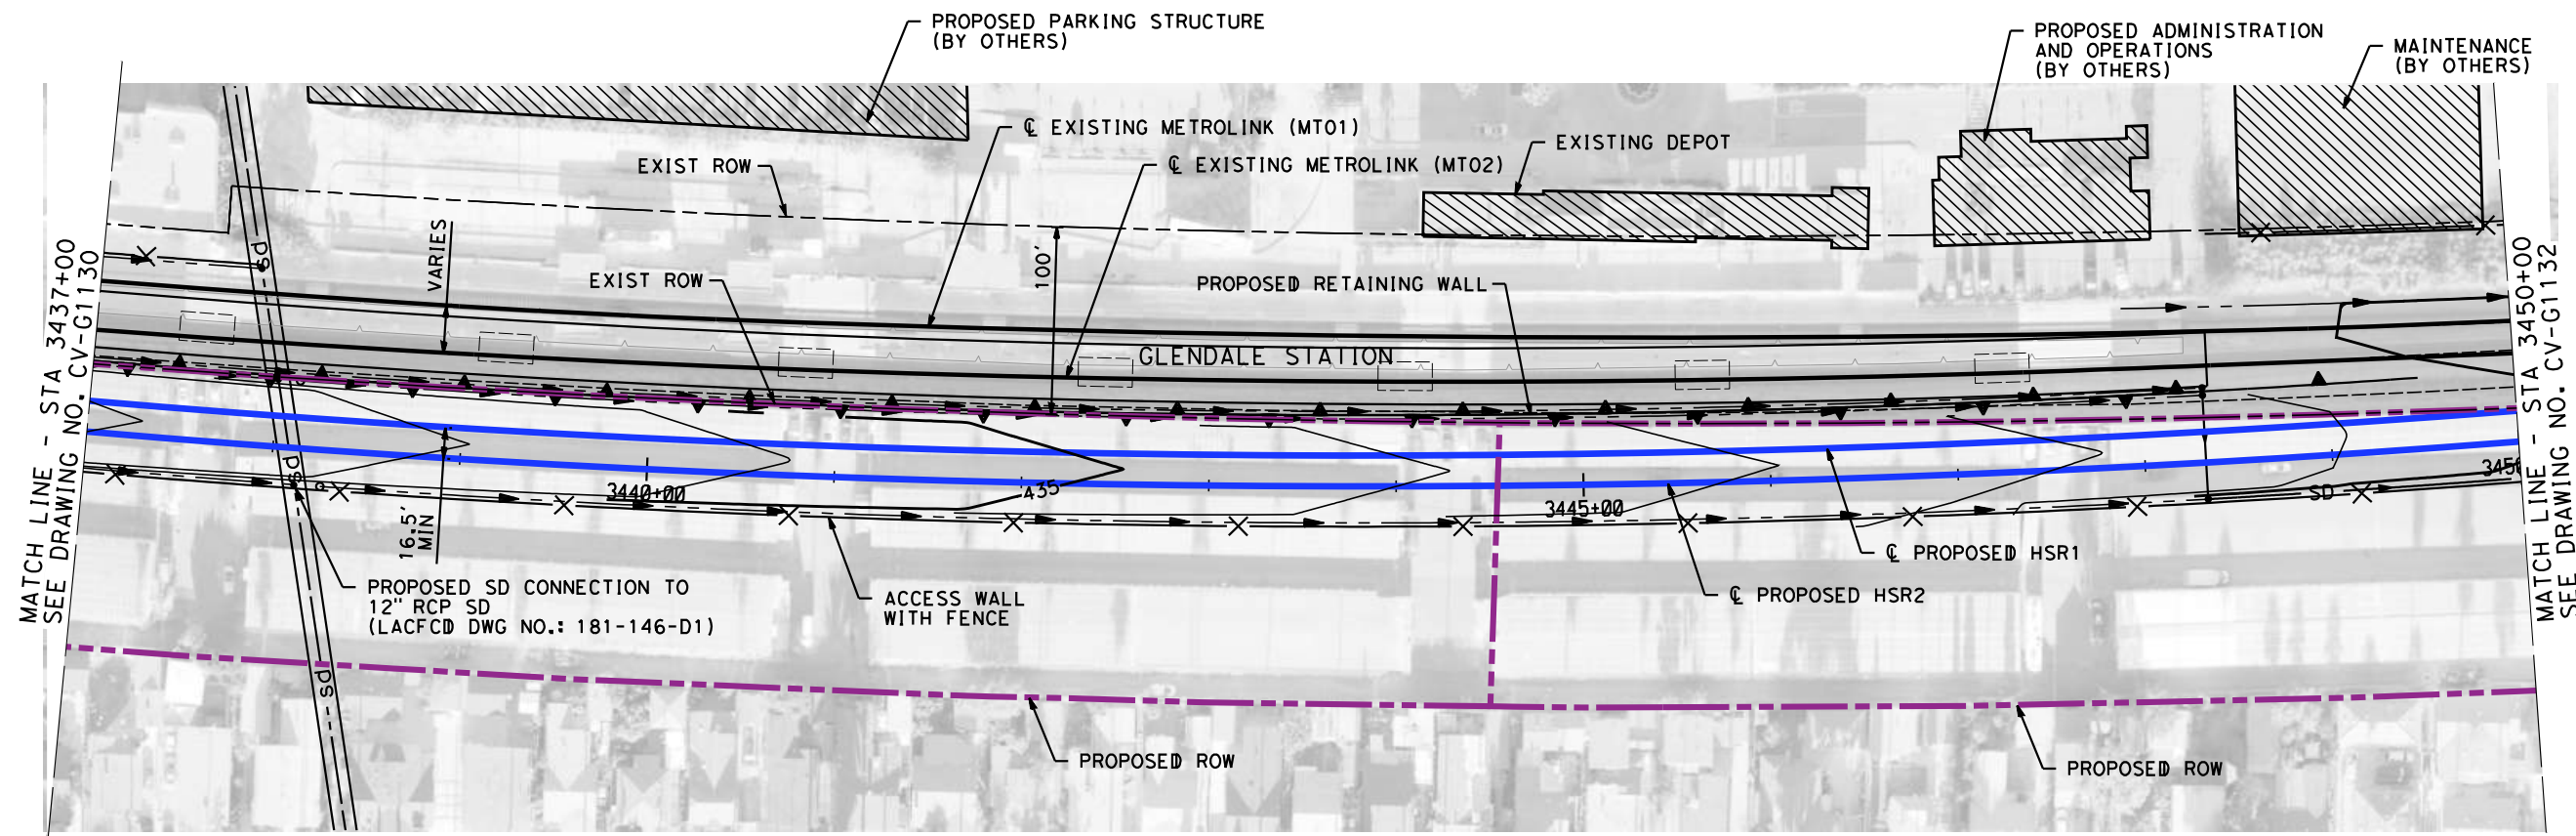 PROPOSED PARKING STRUCTURE
(BY OTHERS)
PROPOSED ADMINISTRATION
AND OPERATIONS
(BY OTHERS)
MAINTENANCE
(BY OTHERS)
℄ EXISTING METROLINK (MT01)
EXIST ROW
℄ EXISTING METROLINK (MT02)
EXISTING DEPOT
VARIES
100'
EXIST ROW
PROPOSED RETAINING WALL
GLENDALE STATION
MATCH LINE - STA 3437+00
SEE DRAWING NO. CV-G1130
MATCH LINE - STA 3450+00
SEE DRAWING NO. CV-G1132
sd
sd
sd
3440+00
435
3445+00
SD
345
16.5'
MIN
℄ PROPOSED HSR1
℄ PROPOSED HSR2
PROPOSED SD CONNECTION TO
12" RCP SD
(LACFCD DWG NO.: 181-146-D1)
ACCESS WALL
WITH FENCE
PROPOSED ROW
PROPOSED ROW